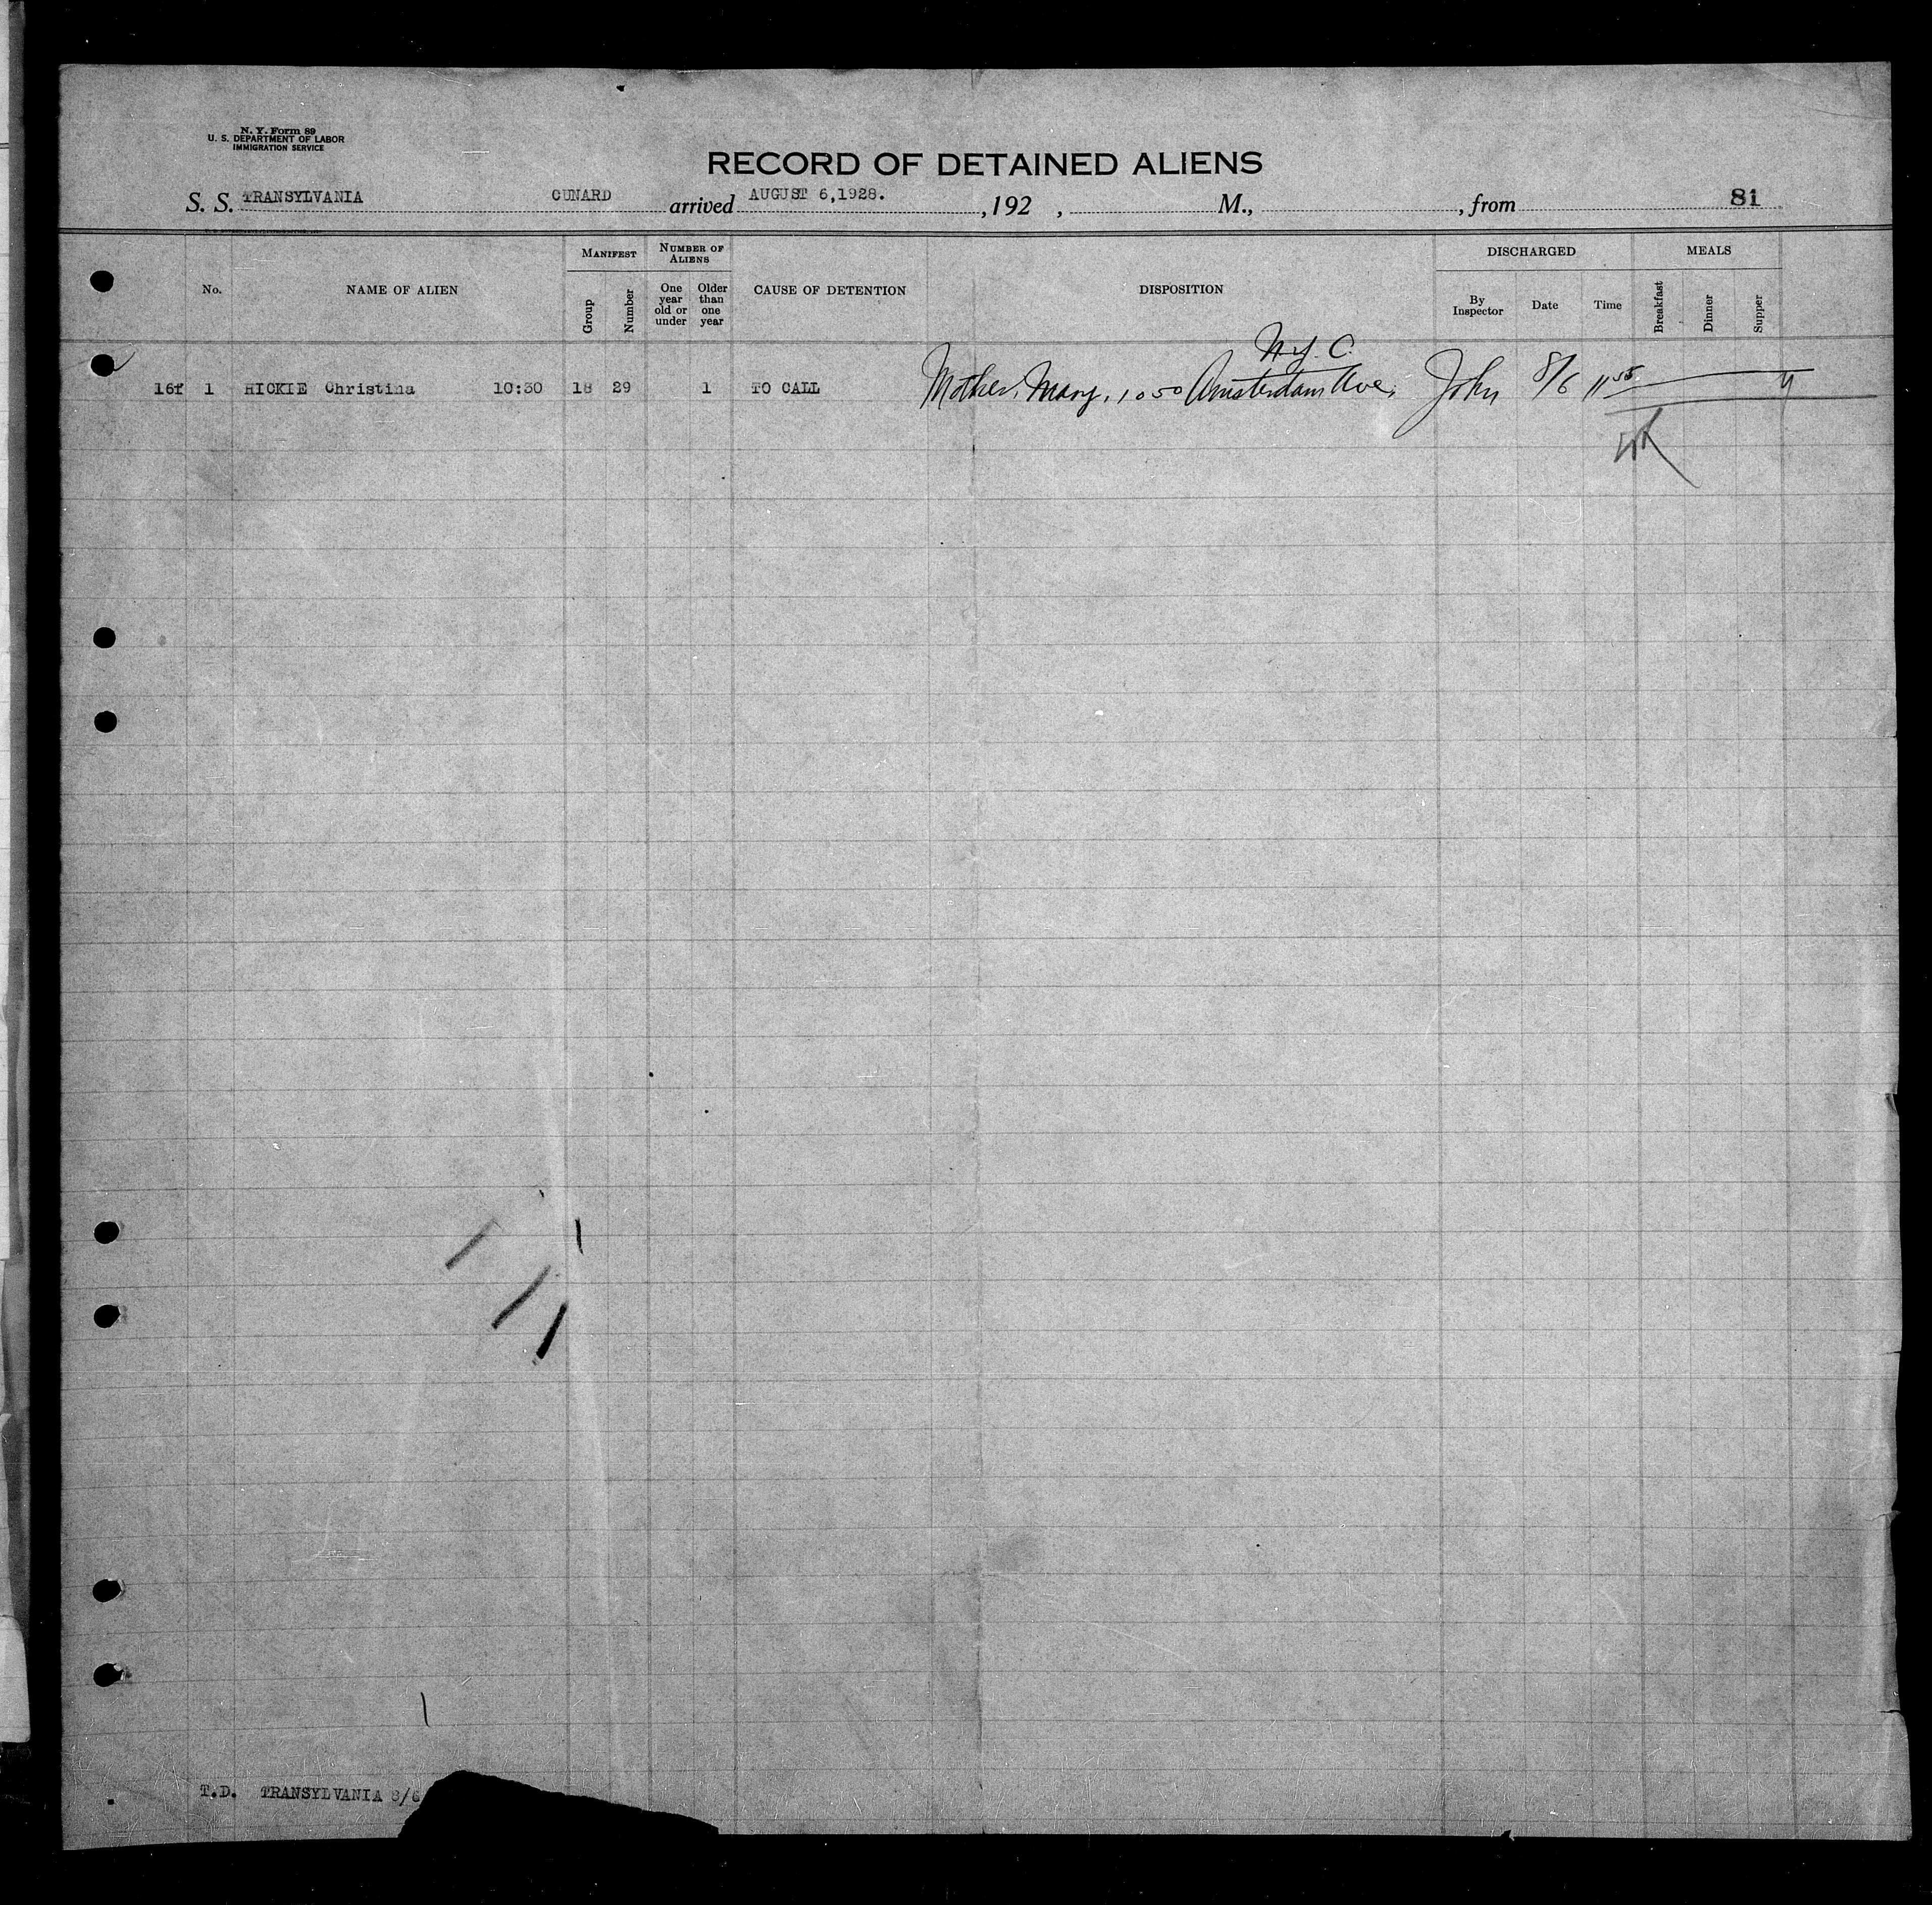 N. Y. Form 89
U. S. DEPARTMENT OF LABOR
IMMIGRATION SERVICE
RECORD OF DETAINED ALIENS
S. S. TRANSYLVANIA CUNARD arrived AUGUST 6,1928. ,192 , M., , from 81
No.
NAME OF ALIEN
MANIFEST
Group
Number
NUMBER OF ALIENS
One year old or under
Older than one year
CAUSE OF DETENTION
DISPOSITION
DISCHARGED
By Inspector
Date
Time
MEALS
Breakfast
Dinner
Supper
N.Y.C.
16f 1 HICKIE Christina 10:30 18 29 1 TO CALL Mother, Mary, 1050 Amsterdam Ave, John 8/6 11 55
T.D. TRANSYLVANIA 8/6